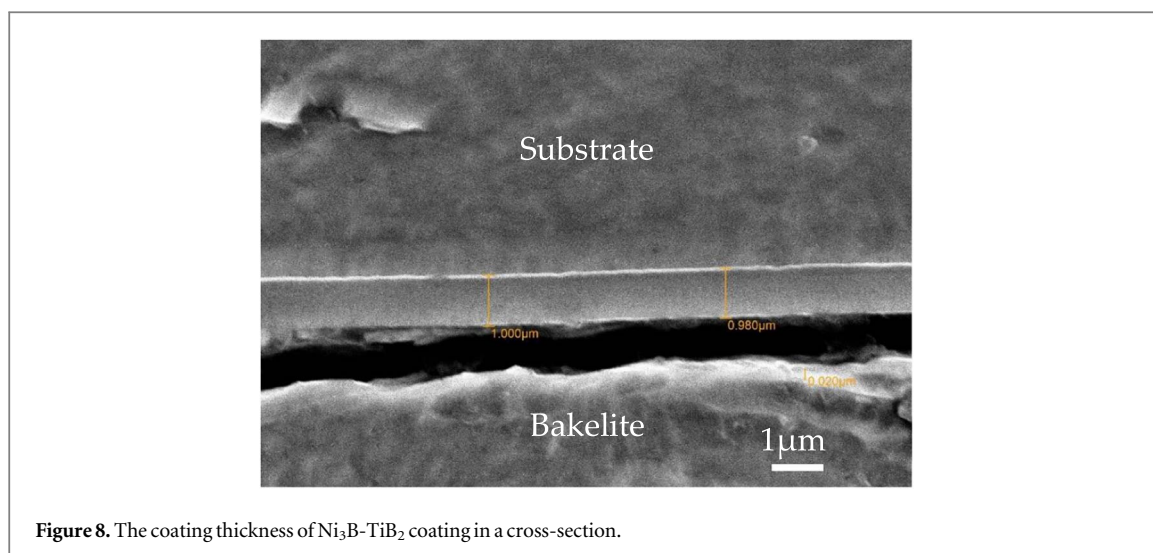 Substrate
1.000µm
0.980µm
0.020µm
Bakelite
1µm
Figure 8. The coating thickness of Ni₃B-TiB₂ coating in a cross-section.